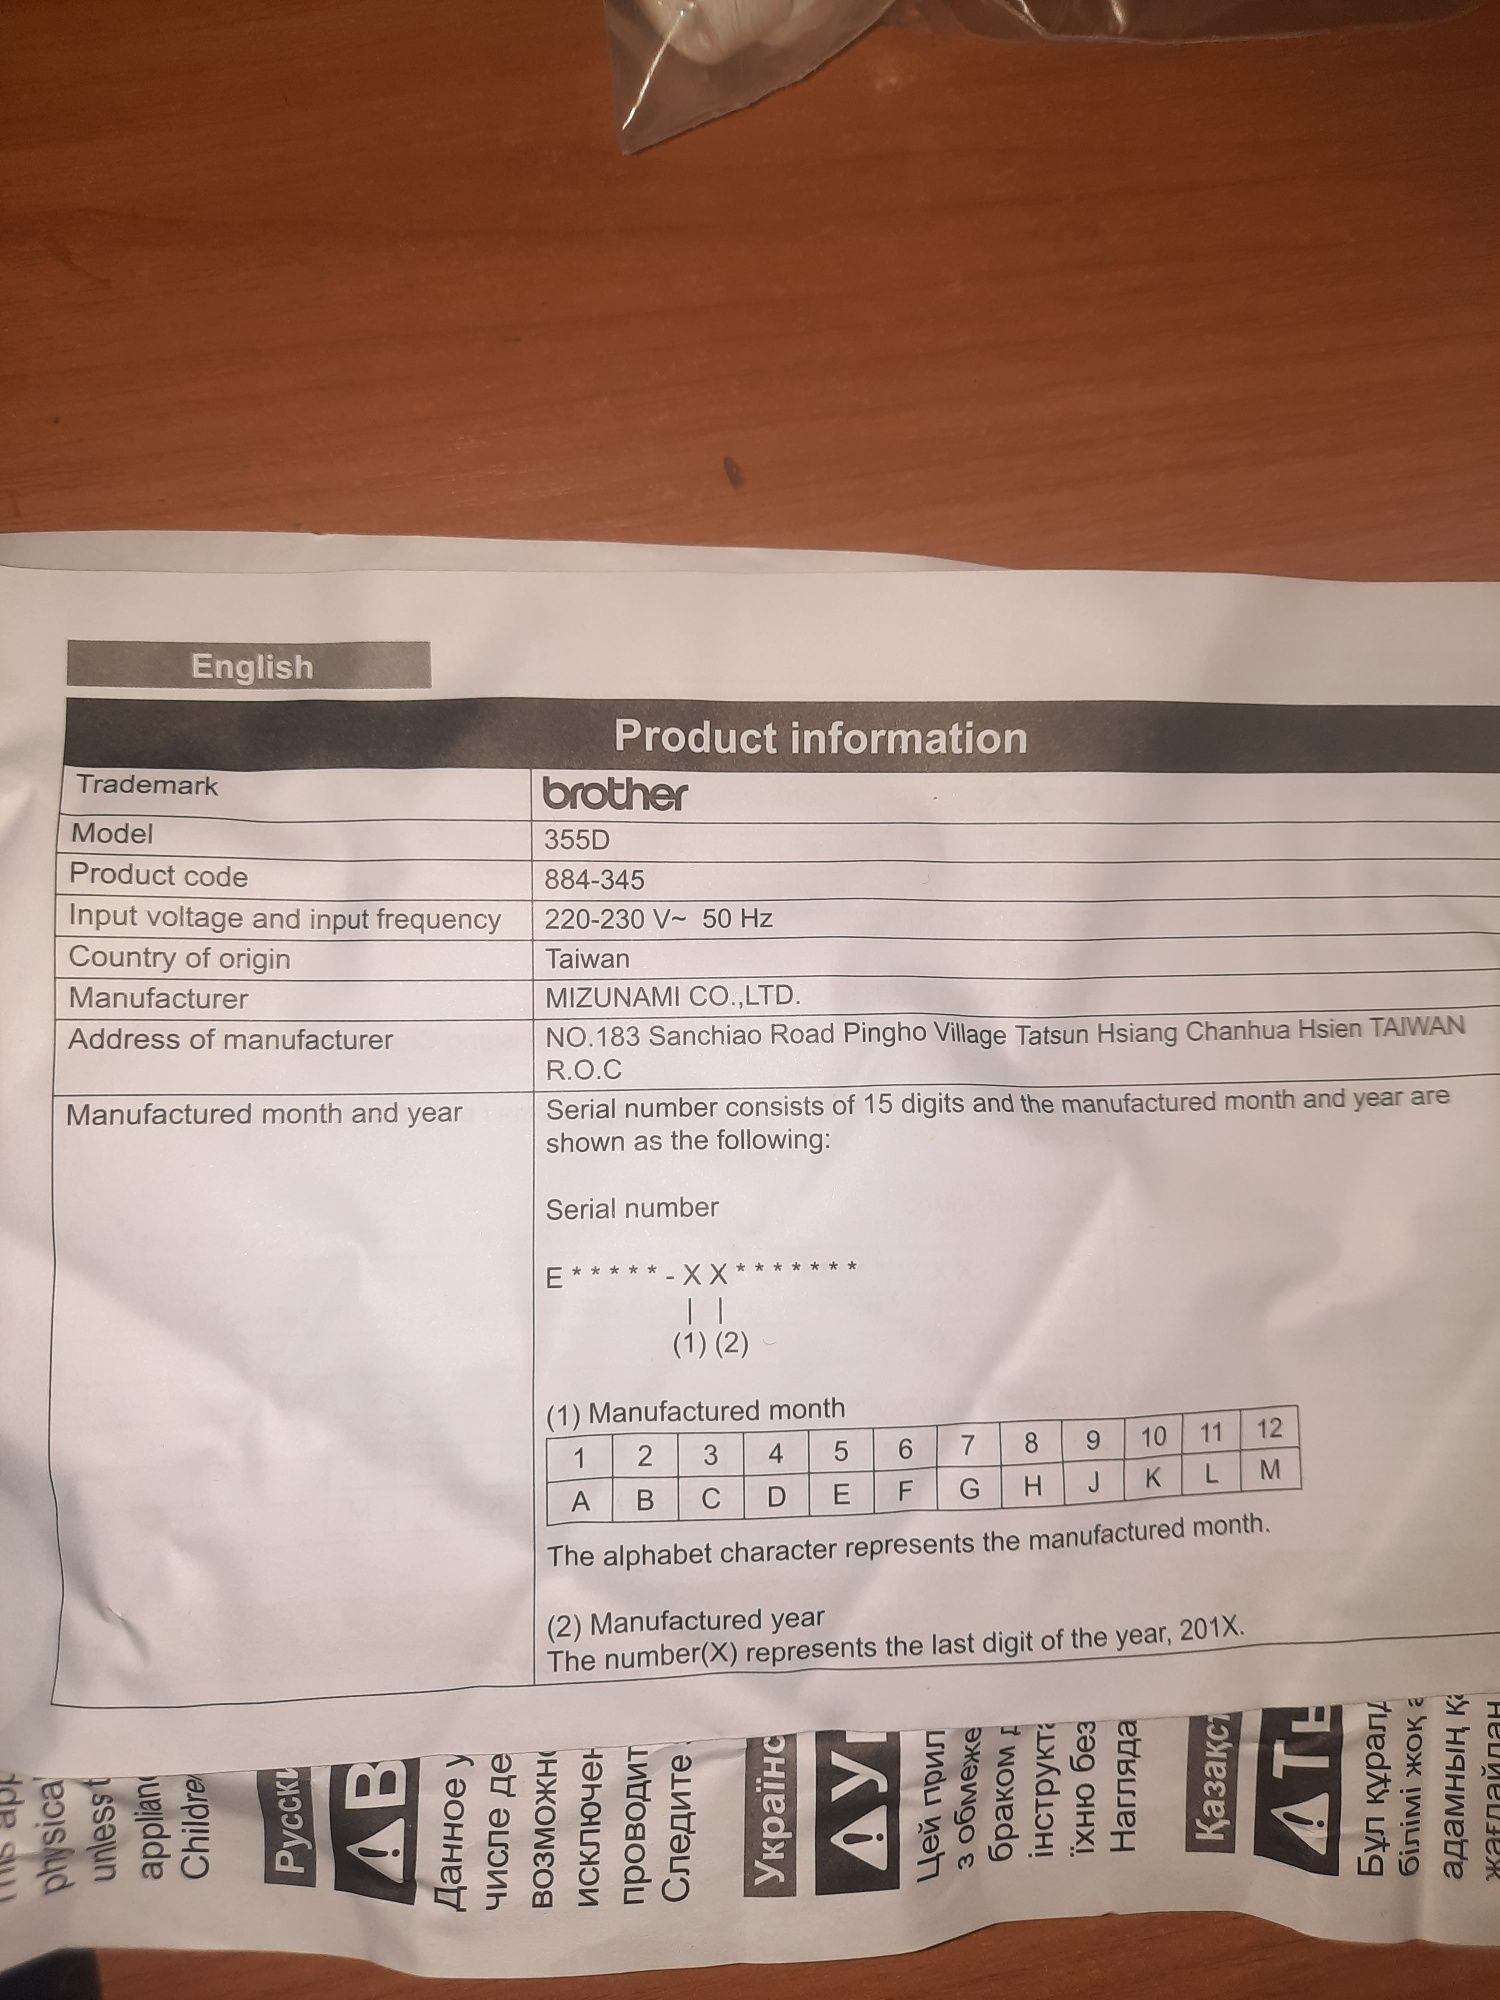 English
Product information
Trademark brother
Model 355D
Product code 884-345
Input voltage and input frequency 220-230 V~ 50 Hz
Country of origin Taiwan
Manufacturer MIZUNAMI CO.,LTD.
Address of manufacturer NO.183 Sanchiao Road Pingho Village Tatsun Hsiang Chanhua Hsien TAIWAN
R.O.C
Manufactured month and year Serial number consists of 15 digits and the manufactured month and year are
shown as the following:
Serial number
E * * * * * - X X * * * * * * *
(1) (2)
(1) Manufactured month
1 2 3 4 5 6 7 8 9 10 11 12
A B C D E F G H J K L M
The alphabet character represents the manufactured month.
(2) Manufactured year
The number(X) represents the last digit of the year, 201X.
physical
unless t
applian
Childre
Русски
В
Данное у
числе де
возможн
исключен
проводит
Следите
Українс
У
Цей прил
з обмеже
браком д
інструкт
їхню без
Нагляда
Қазақс
Бұл құрал
білімі жоқ
адамның қ
жағдайдан